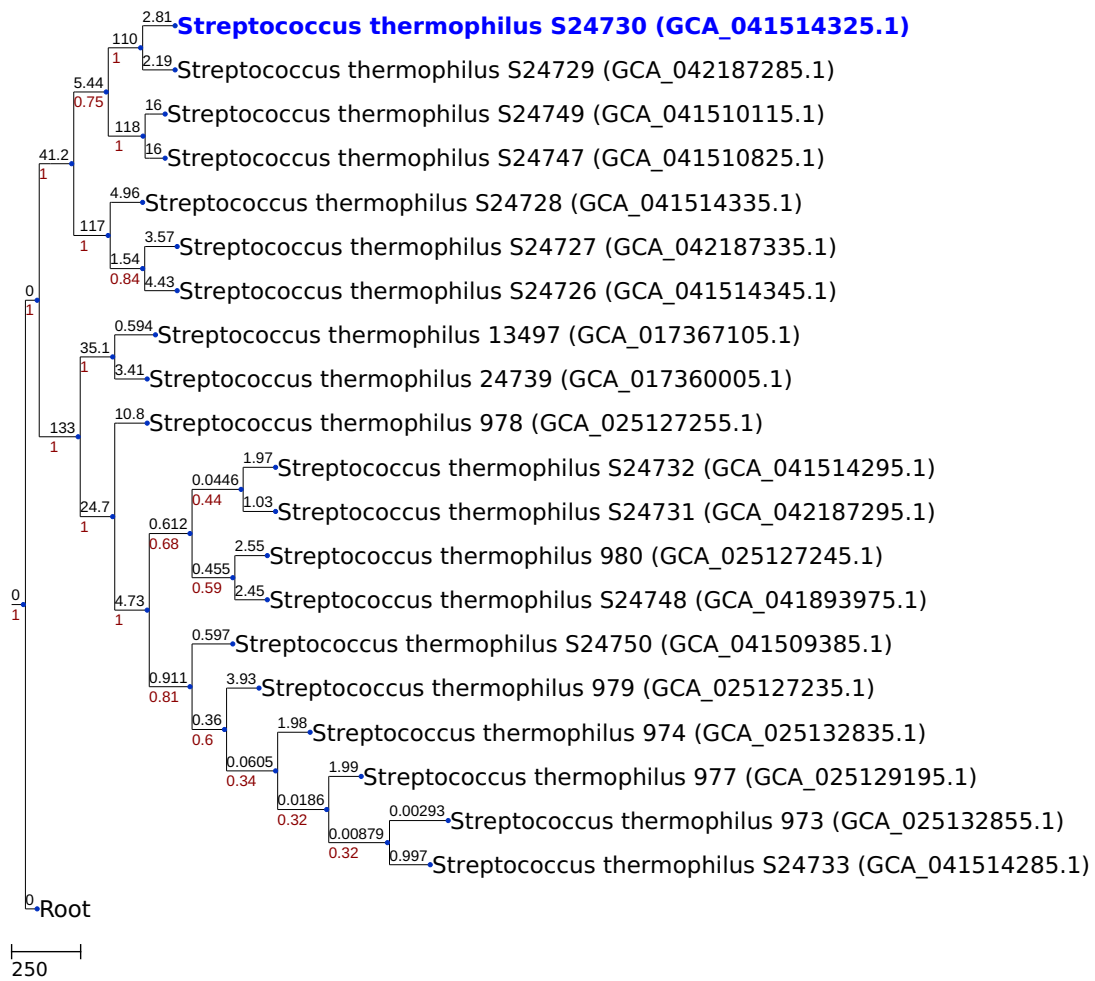 2.81
Streptococcus thermophilus S24730 (GCA_041514325.1)
110
1
2.19
Streptococcus thermophilus S24729 (GCA_042187285.1)
5.44
0.75
16
Streptococcus thermophilus S24749 (GCA_041510115.1)
118
1
16
Streptococcus thermophilus S24747 (GCA_041510825.1)
41.2
1
4.96
Streptococcus thermophilus S24728 (GCA_041514335.1)
117
1
3.57
Streptococcus thermophilus S24727 (GCA_042187335.1)
1.54
0.84
4.43
Streptococcus thermophilus S24726 (GCA_041514345.1)
0
1
0.594
Streptococcus thermophilus 13497 (GCA_017367105.1)
35.1
1
3.41
Streptococcus thermophilus 24739 (GCA_017360005.1)
133
1
10.8
Streptococcus thermophilus 978 (GCA_025127255.1)
24.7
1
1.97
Streptococcus thermophilus S24732 (GCA_041514295.1)
0.0446
0.44
1.03
Streptococcus thermophilus S24731 (GCA_042187295.1)
0.612
0.68
2.55
Streptococcus thermophilus 980 (GCA_025127245.1)
0.455
0.59
2.45
Streptococcus thermophilus S24748 (GCA_041893975.1)
0
1
4.73
1
0.597
Streptococcus thermophilus S24750 (GCA_041509385.1)
0.911
0.81
3.93
Streptococcus thermophilus 979 (GCA_025127235.1)
0.36
0.6
1.98
Streptococcus thermophilus 974 (GCA_025132835.1)
0.0605
0.34
1.99
Streptococcus thermophilus 977 (GCA_025129195.1)
0.0186
0.32
0.00293
Streptococcus thermophilus 973 (GCA_025132855.1)
0.00879
0.32
0.997
Streptococcus thermophilus S24733 (GCA_041514285.1)
0
Root
250